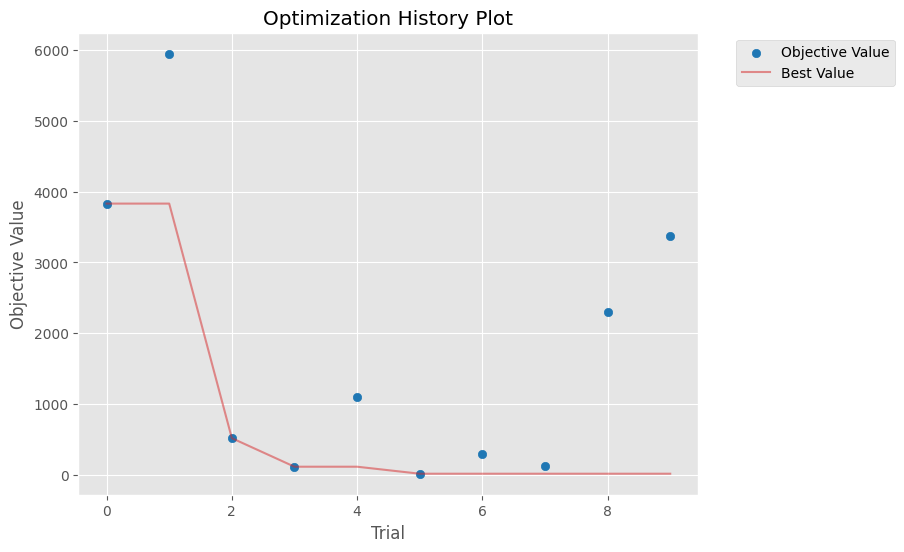 Optimization History Plot
Objective Value
Best Value
6000
5000
4000
3000
2000
1000
0
Objective Value
0 2 4 6 8
Trial